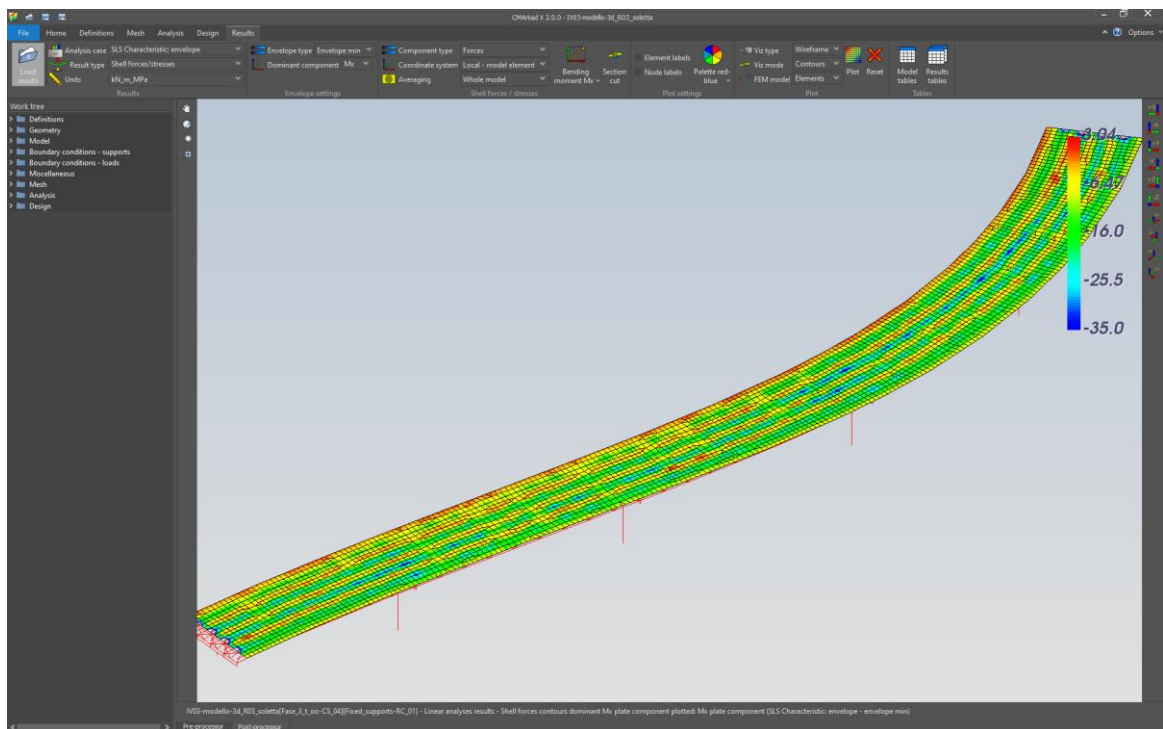 CMArkad X 2.0.0 - IV03-modello-3d_R03_soletta
File Home Definitions Mesh Analysis Design Results
Options
Load results
Analysis case SLS Characteristic: envelope
Result type Shell forces/stresses
Units kN_m_MPa
Results
Envelope type Envelope min
Dominant component Mx
Envelope settings
Component type Forces
Coordinate system Local - model element
Averaging Whole model
Bending moment Mx
Section cut
Shell forces / stresses
Element labels
Node labels
Palette red-blue
Plot settings
Viz type Wireframe
Viz mode Contours
FEM model Elements
Plot Reset
Plot
Model tables
Results tables
Tables
Work tree
Definitions
Geometry
Model
Boundary conditions - supports
Boundary conditions - loads
Miscellaneous
Mesh
Analysis
Design
-3.04
-6.47
-16.0
-25.5
-35.0
IV03-modello-3d_R03_soletta[Fase_3_t_oo-CS_04][Fixed_supports-RC_01] - Linear analyses results - Shell forces contours dominant Mx plate component plotted: Mx plate component (SLS Characteristic: envelope - envelope min)
Pre-processor Post-processor